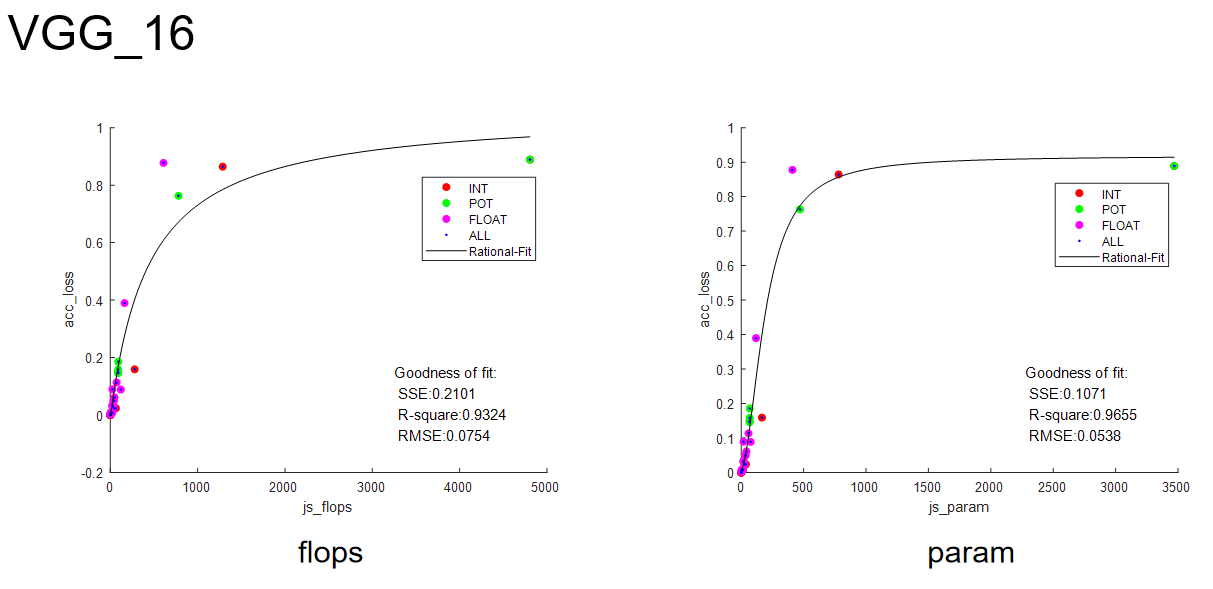 VGG_16
1
0.8
0.6
0.4
0.2
0
-0.2
acc_loss
0 1000 2000 3000 4000 5000
js_flops
INT
POT
FLOAT
ALL
Rational-Fit
Goodness of fit:
SSE:0.2101
R-square:0.9324
RMSE:0.0754
flops
1
0.9
0.8
0.7
0.6
0.5
0.4
0.3
0.2
0.1
0
acc_loss
0 500 1000 1500 2000 2500 3000 3500
js_param
INT
POT
FLOAT
ALL
Rational-Fit
Goodness of fit:
SSE:0.1071
R-square:0.9655
RMSE:0.0538
param